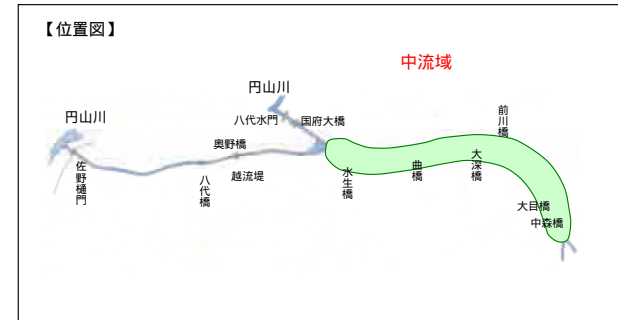 【位置図】
中流域
円山川
八代水門
国府大橋
円山川
佐野樋門
奥野橋
八代橋
越流堤
水生橋
曲橋
大深橋
前川橋
大目橋
中森橋